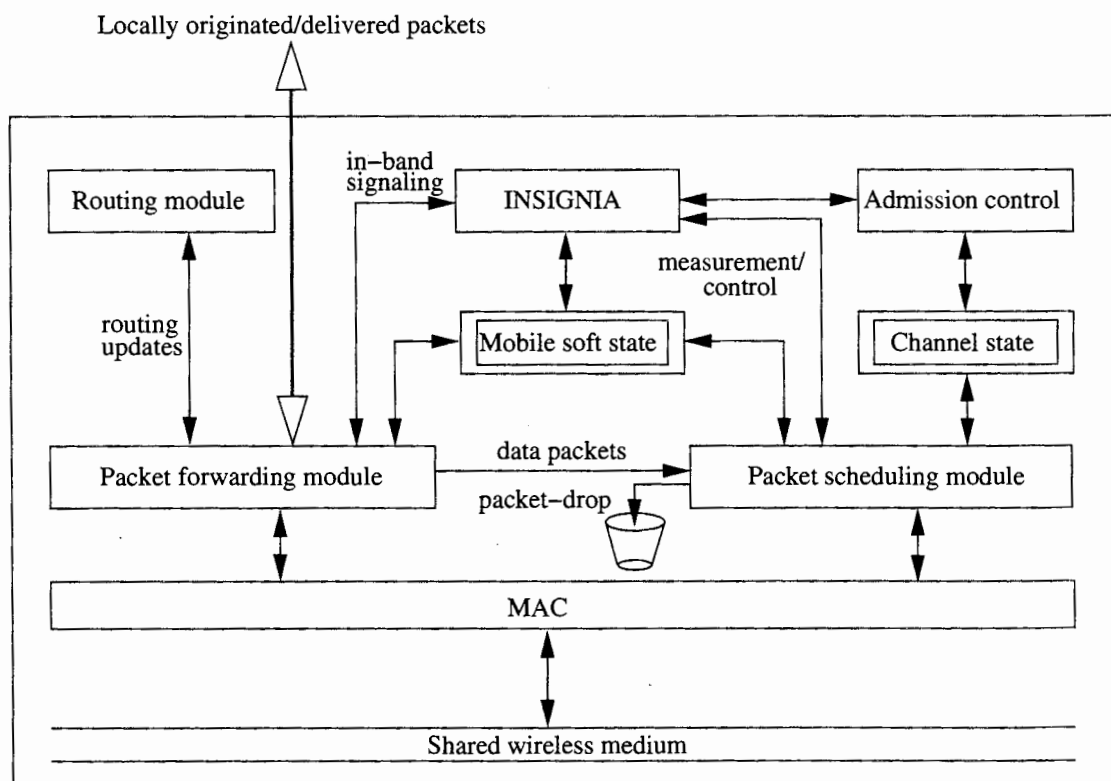 Locally originated/delivered packets
in−band
signaling
Routing module
INSIGNIA
Admission control
measurement/
control
routing
updates
Mobile soft state
Channel state
Packet forwarding module
data packets
Packet scheduling module
packet−drop
MAC
Shared wireless medium